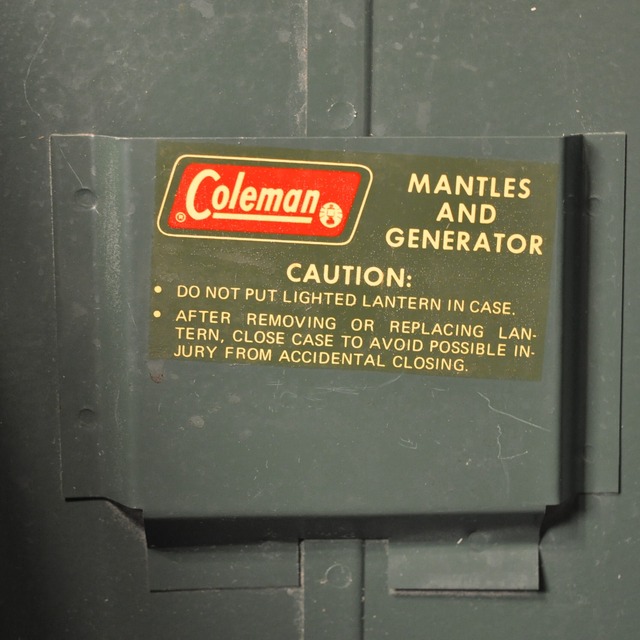 Coleman
®
MANTLES
AND
GENERATOR
CAUTION:
• DO NOT PUT LIGHTED LANTERN IN CASE.
• AFTER REMOVING OR REPLACING LAN-
TERN, CLOSE CASE TO AVOID POSSIBLE IN-
JURY FROM ACCIDENTAL CLOSING.